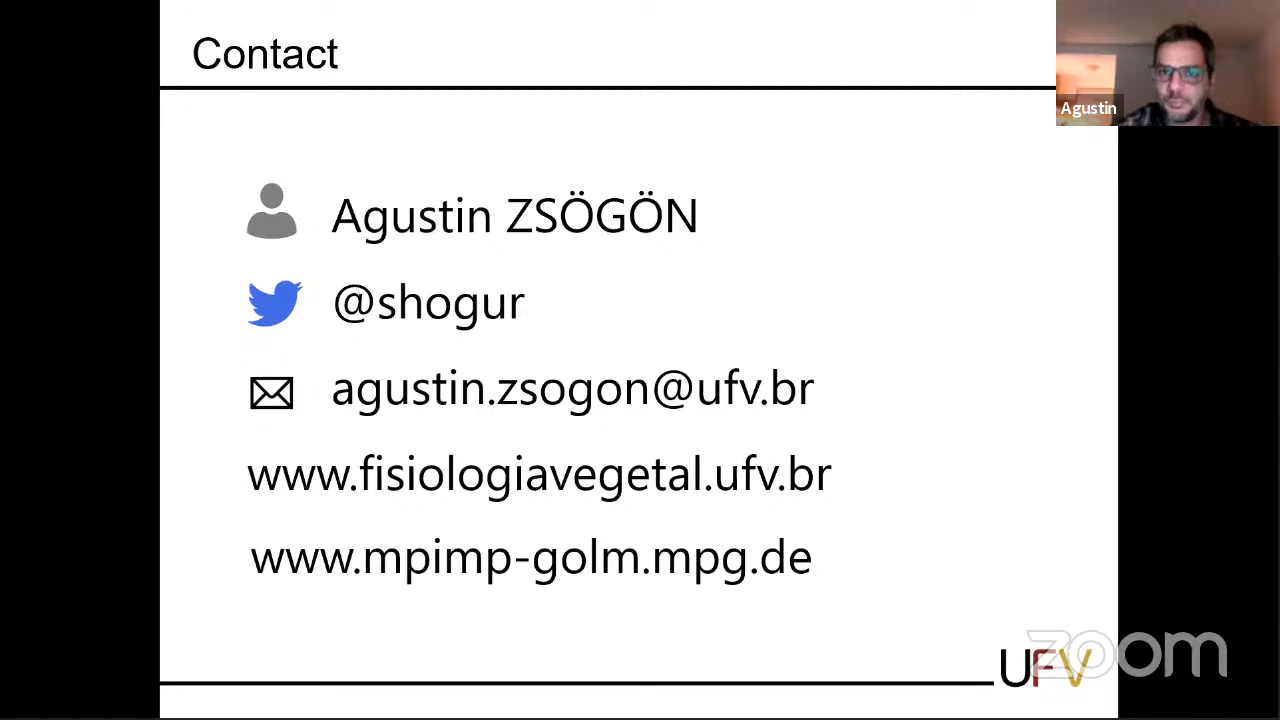 Contact
Agustin
Agustin ZSÖGÖN
@shogur
agustin.zsogon@ufv.br
www.fisiologiavegetal.ufv.br
www.mpimp-golm.mpg.de
UFV
zoom